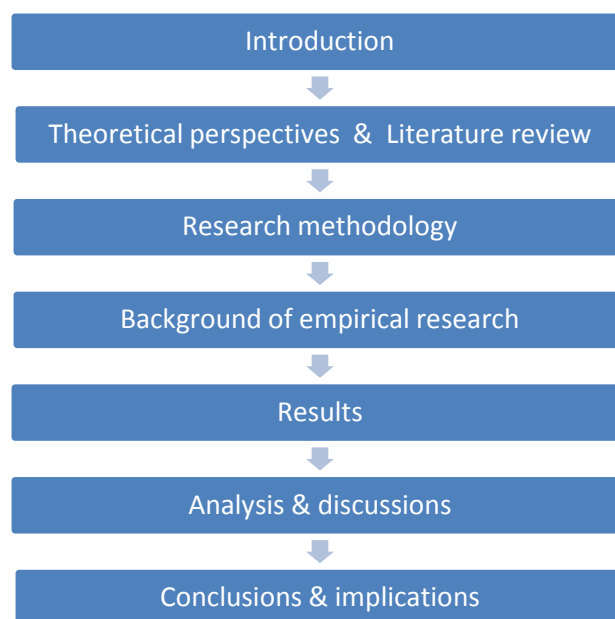 Introduction
Theoretical perspectives & Literature review
Research methodology
Background of empirical research
Results
Analysis & discussions
Conclusions & implications